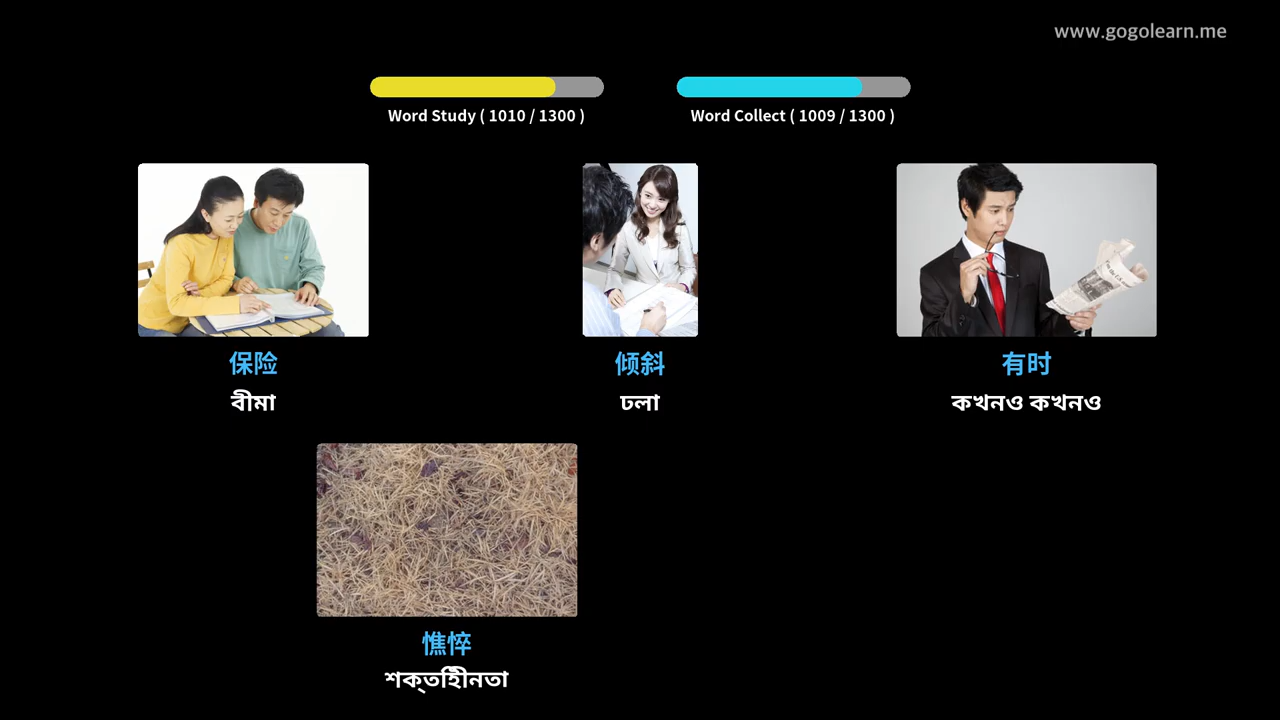 www.gogolearn.me
Word Study ( 1010 / 1300 )
Word Collect ( 1009 / 1300 )
保险
বীমা
倾斜
ঢলা
有时
কখনও কখনও
憔悴
শক্তিহীনতা